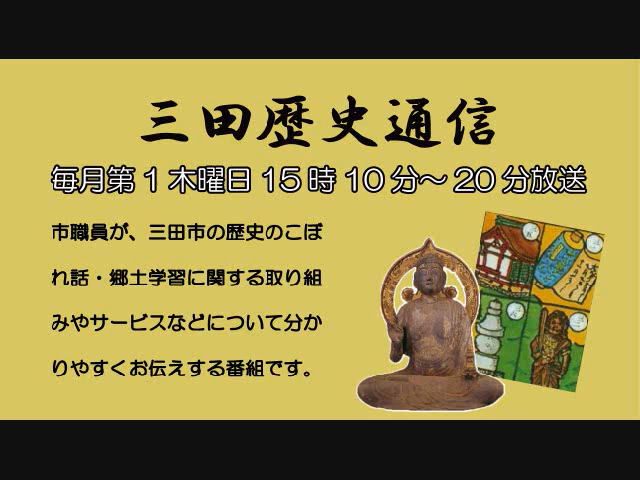 三田歴史通信
毎月第1木曜日15時10分～20分放送
市職員が、三田市の歴史のこぼ
れ話・郷土学習に関する取り組
みやサービスなどについて分か
りやすくお伝えする番組です。